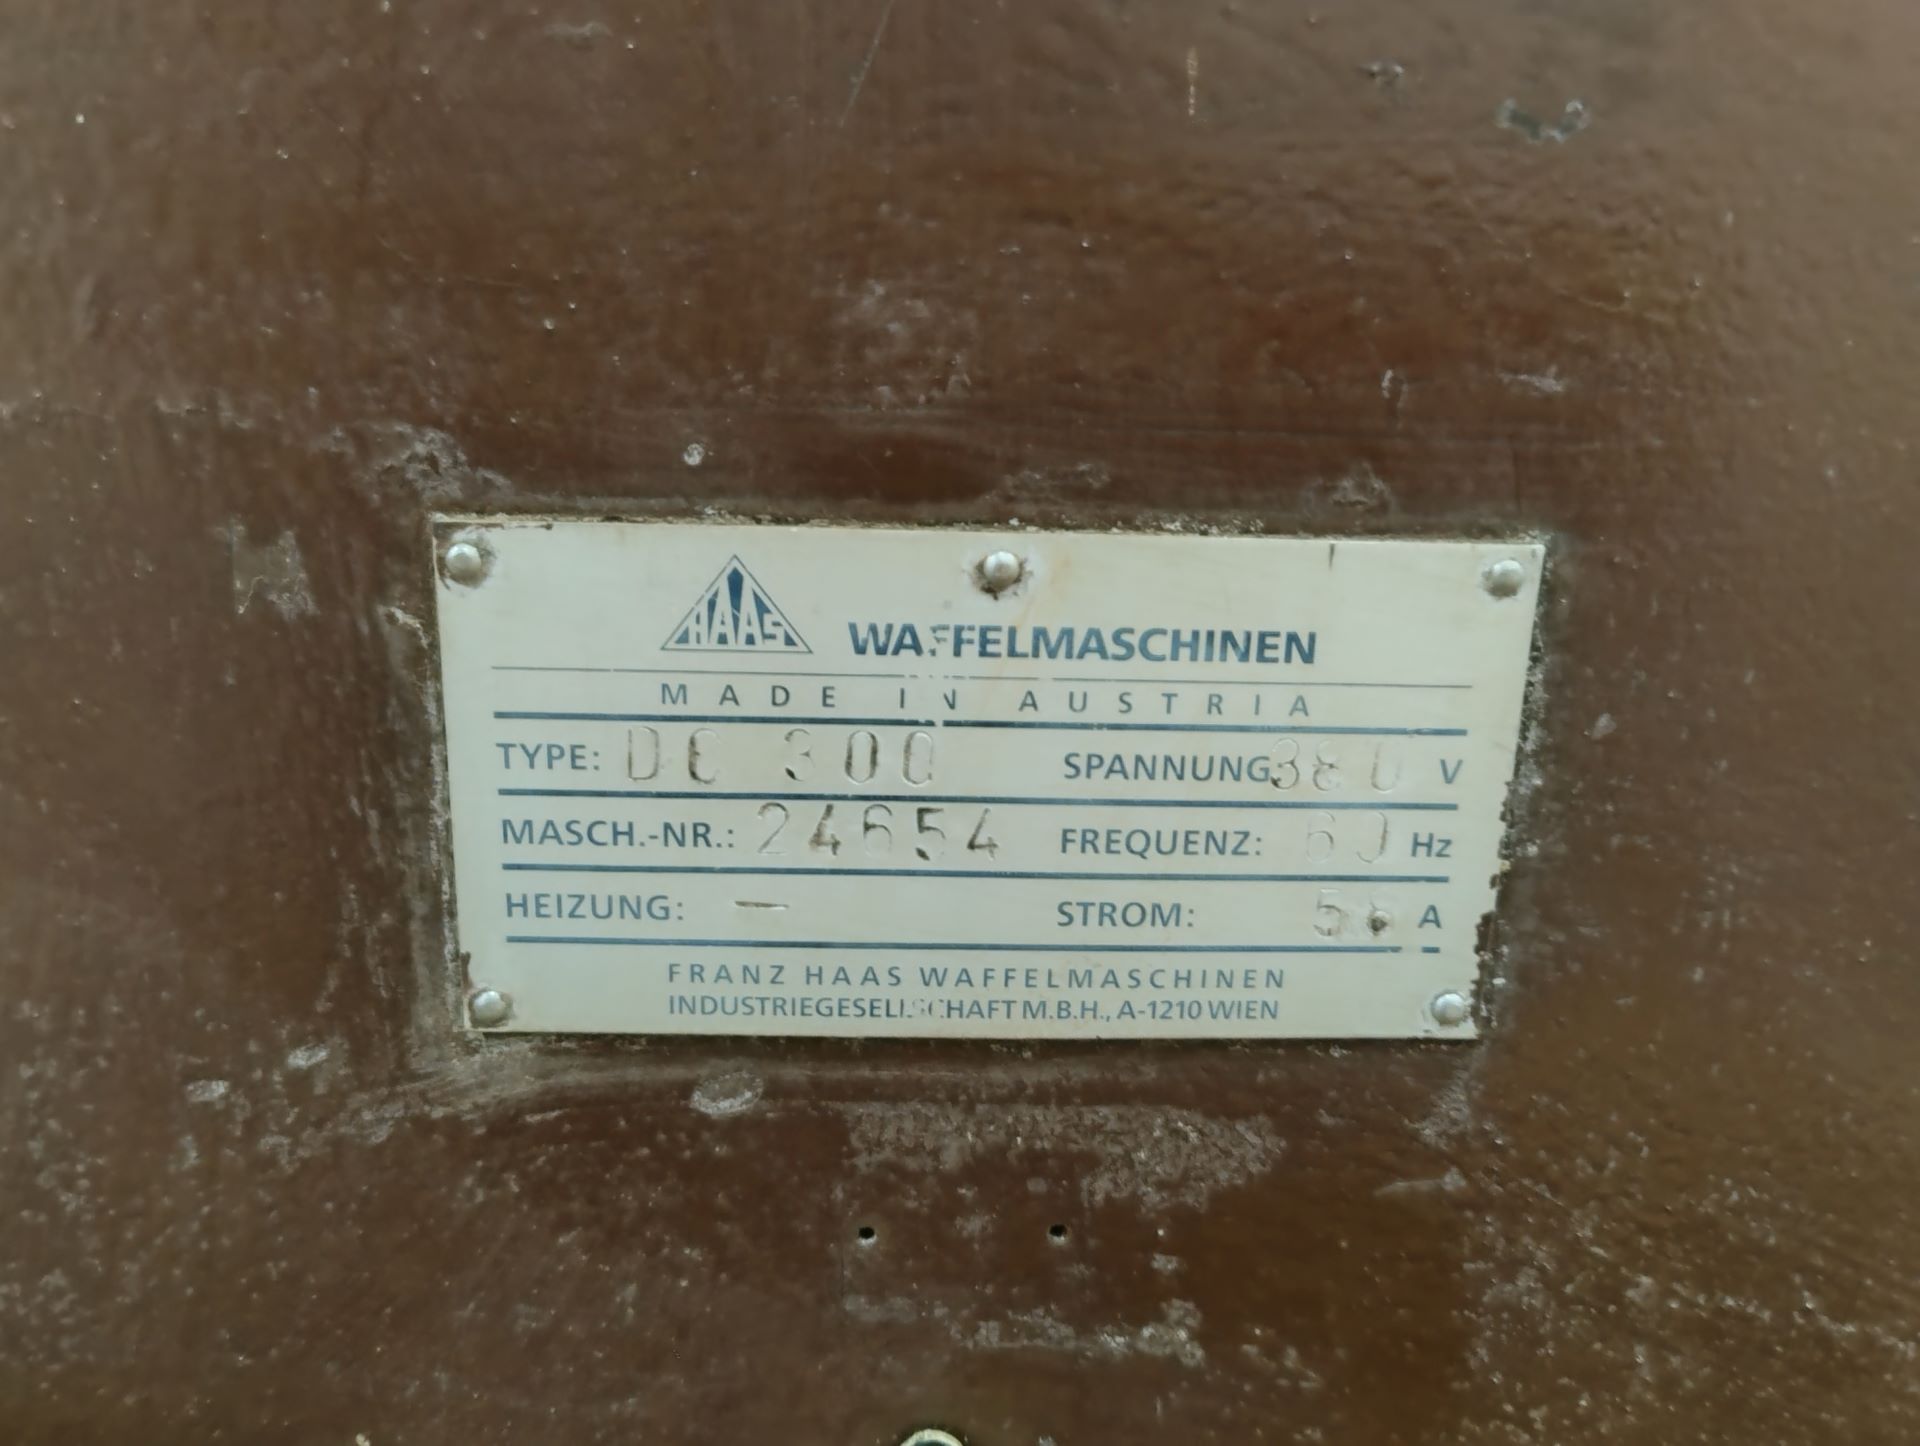 HAAS WAFFELMASCHINEN
MADE IN AUSTRIA
TYPE: DC 300 SPANNUNG 380 V
MASCH.-NR.: 24654 FREQUENZ: 60 Hz
HEIZUNG: — STROM: A
FRANZ HAAS WAFFELMASCHINEN
INDUSTRIEGESELLSCHAFT M.B.H., A-1210 WIEN